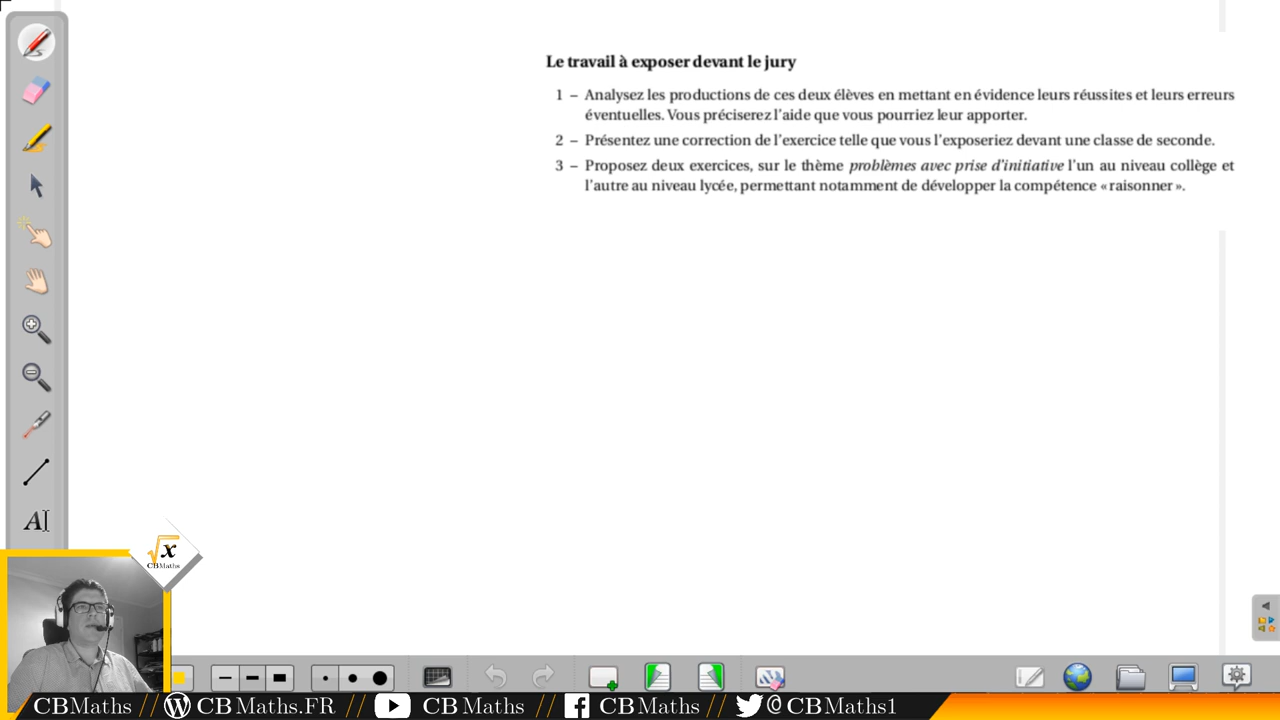 Le travail à exposer devant le jury
1 – Analysez les productions de ces deux élèves en mettant en évidence leurs réussites et leurs erreurs
éventuelles. Vous préciserez l'aide que vous pourriez leur apporter.
2 – Présentez une correction de l'exercice telle que vous l'exposeriez devant une classe de seconde.
3 – Proposez deux exercices, sur le thème problèmes avec prise d'initiative l'un au niveau collège et
l'autre au niveau lycée, permettant notamment de développer la compétence « raisonner ».
A
√x
CBMaths
CBMaths // CBMaths.FR // CBMaths // CBMaths // @CBMaths1